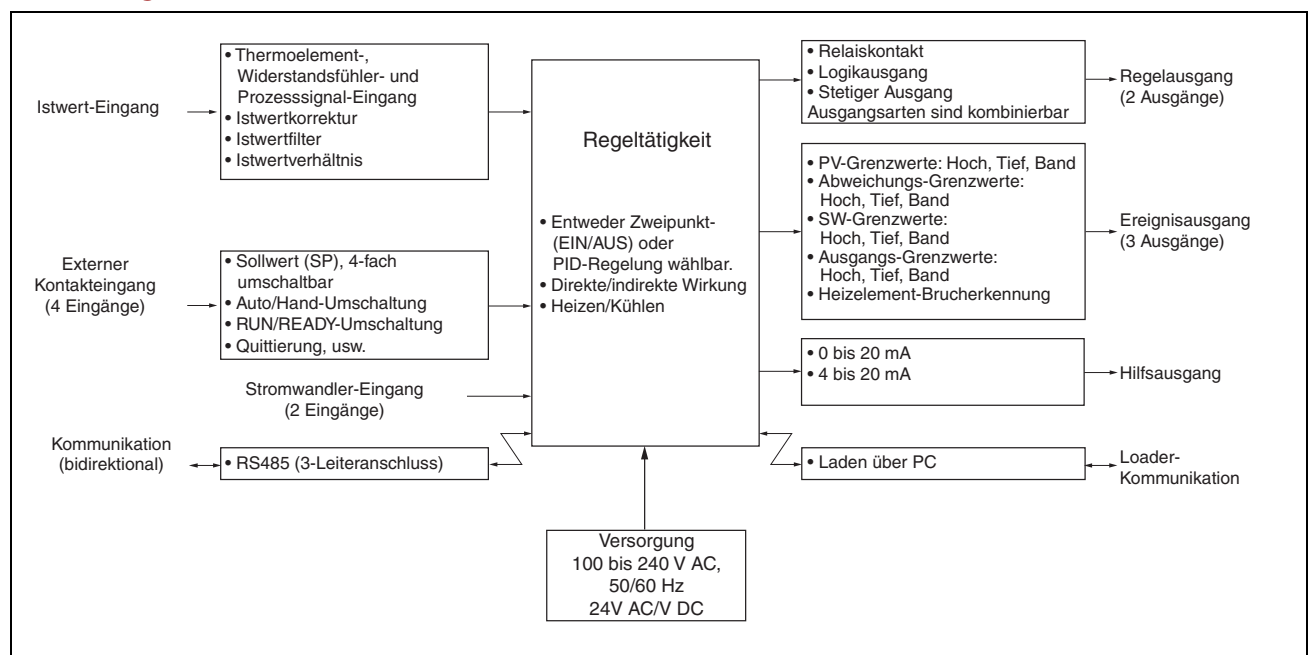 Istwert-Eingang
• Thermoelement-,
Widerstandsfühler- und
Prozesssignal-Eingang
• Istwertkorrektur
• Istwertfilter
• Istwertverhältnis
Externer
Kontakteingang
(4 Eingänge)
• Sollwert (SP), 4-fach
umschaltbar
• Auto/Hand-Umschaltung
• RUN/READY-Umschaltung
• Quittierung, usw.
Stromwandler-Eingang
(2 Eingänge)
Kommunikation
(bidirektional)
• RS485 (3-Leiteranschluss)
Regeltätigkeit
• Entweder Zweipunkt-
(EIN/AUS) oder
PID-Regelung wählbar.
• Direkte/indirekte Wirkung
• Heizen/Kühlen
Versorgung
100 bis 240 V AC,
50/60 Hz
24V AC/V DC
• Relaiskontakt
• Logikausgang
• Stetiger Ausgang
Ausgangsarten sind kombinierbar
Regelausgang
(2 Ausgänge)
• PV-Grenzwerte: Hoch, Tief, Band
• Abweichungs-Grenzwerte:
Hoch, Tief, Band
• SW-Grenzwerte:
Hoch, Tief, Band
• Ausgangs-Grenzwerte:
Hoch, Tief, Band
• Heizelement-Brucherkennung
Ereignisausgang
(3 Ausgänge)
• 0 bis 20 mA
• 4 bis 20 mA
Hilfsausgang
• Laden über PC
Loader-
Kommunikation